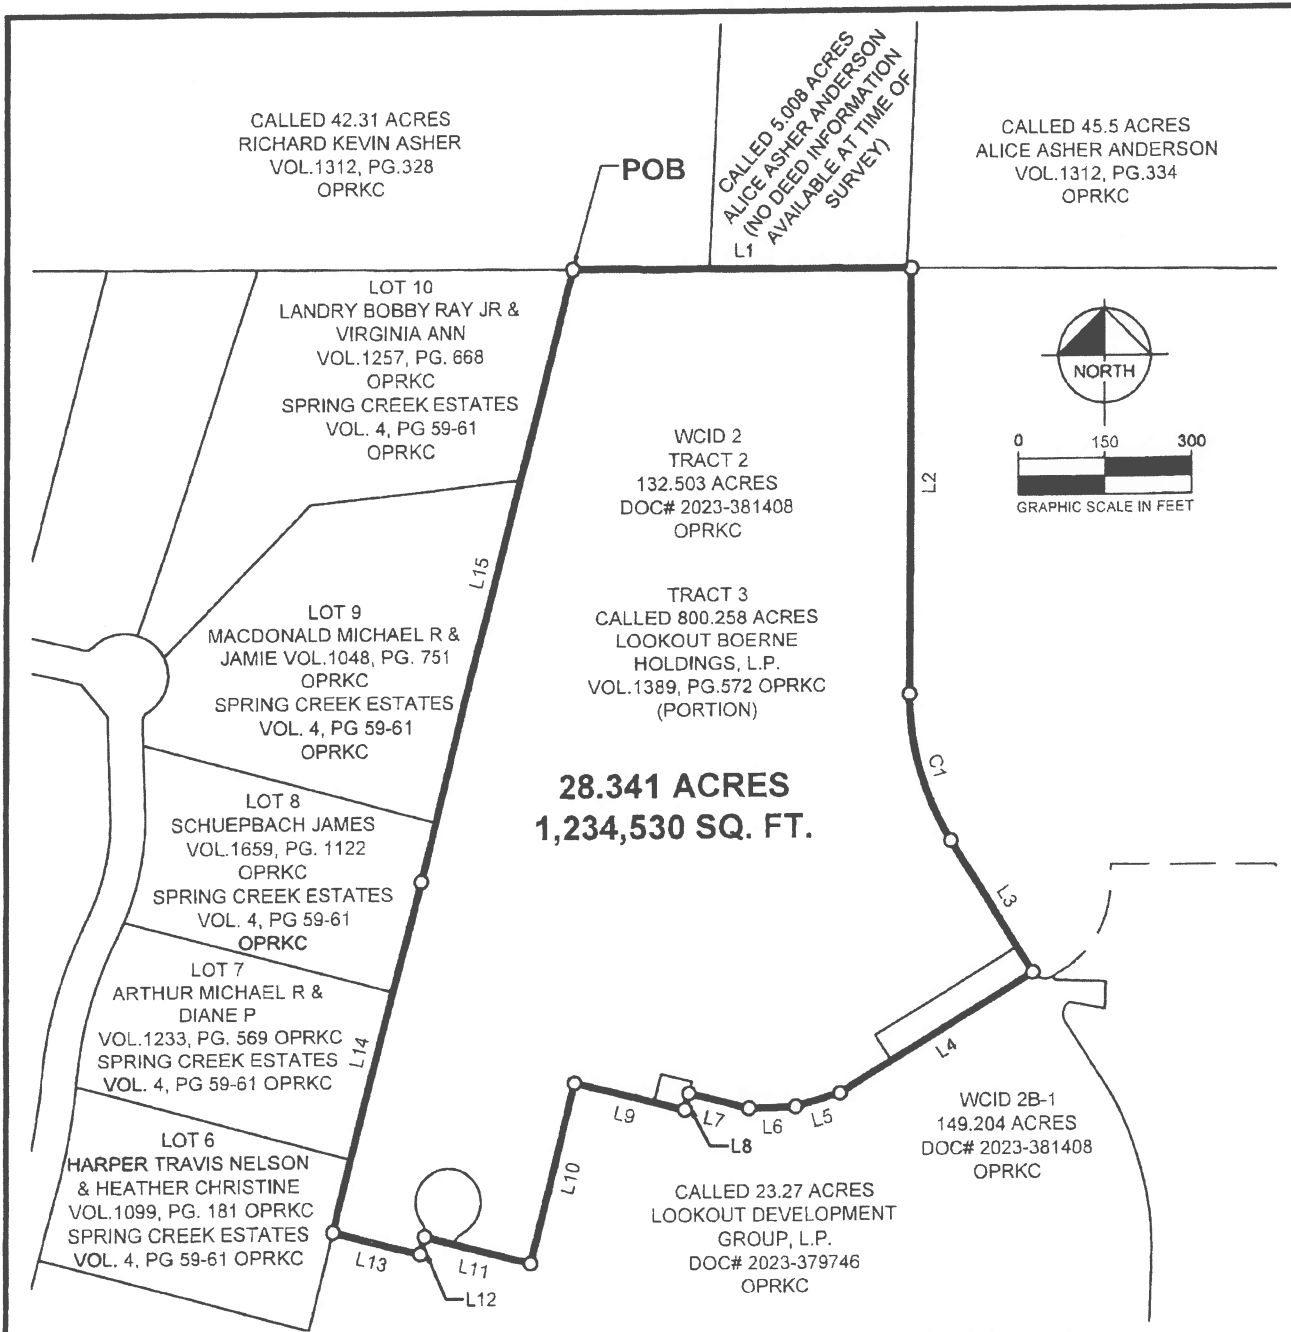 CALLED 42.31 ACRES
RICHARD KEVIN ASHER
VOL.1312, PG.328
OPRKC
POB
CALLED 5.008 ACRES
ALICE ASHER ANDERSON
(NO DEED INFORMATION
AVAILABLE AT TIME OF
SURVEY)
CALLED 45.5 ACRES
ALICE ASHER ANDERSON
VOL.1312, PG.334
OPRKC
L1
LOT 10
LANDRY BOBBY RAY JR &
VIRGINIA ANN
VOL.1257, PG. 668
OPRKC
SPRING CREEK ESTATES
VOL. 4, PG 59-61
OPRKC
NORTH
0 150 300
GRAPHIC SCALE IN FEET
WCID 2
TRACT 2
132.503 ACRES
DOC# 2023-381408
OPRKC
L2
L15
TRACT 3
CALLED 800.258 ACRES
LOOKOUT BOERNE
HOLDINGS, L.P.
VOL.1389, PG.572 OPRKC
(PORTION)
LOT 9
MACDONALD MICHAEL R &
JAMIE VOL.1048, PG. 751
OPRKC
SPRING CREEK ESTATES
VOL. 4, PG 59-61
OPRKC
28.341 ACRES
1,234,530 SQ. FT.
C1
LOT 8
SCHUEPBACH JAMES
VOL.1659, PG. 1122
OPRKC
SPRING CREEK ESTATES
VOL. 4, PG 59-61
OPRKC
L3
LOT 7
ARTHUR MICHAEL R &
DIANE P
VOL.1233, PG. 569 OPRKC
SPRING CREEK ESTATES
VOL. 4, PG 59-61 OPRKC
L14
L4
L9
L7
L6
L5
L8
WCID 2B-1
149.204 ACRES
DOC# 2023-381408
OPRKC
LOT 6
HARPER TRAVIS NELSON
& HEATHER CHRISTINE
VOL.1099, PG. 181 OPRKC
SPRING CREEK ESTATES
VOL. 4, PG 59-61 OPRKC
L10
CALLED 23.27 ACRES
LOOKOUT DEVELOPMENT
GROUP, L.P.
DOC# 2023-379746
OPRKC
L13
L11
L12